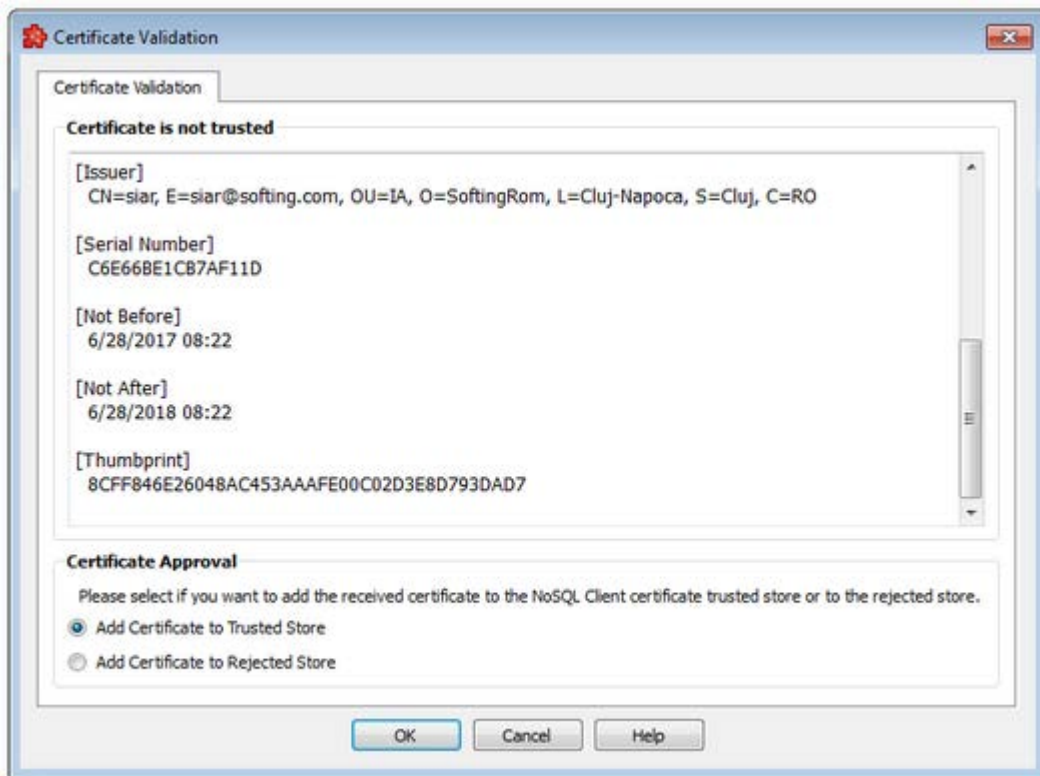 Certificate Validation
Certificate Validation
Certificate is not trusted
[Issuer]
CN=siar, E=siar@softing.com, OU=IA, O=SoftingRom, L=Cluj-Napoca, S=Cluj, C=RO
[Serial Number]
C6E66BE1CB7AF11D
[Not Before]
6/28/2017 08:22
[Not After]
6/28/2018 08:22
[Thumbprint]
8CFF846E26048AC453AAAFE00C02D3E8D793DAD7
Certificate Approval
Please select if you want to add the received certificate to the NoSQL Client certificate trusted store or to the rejected store.
Add Certificate to Trusted Store
Add Certificate to Rejected Store
OK Cancel Help